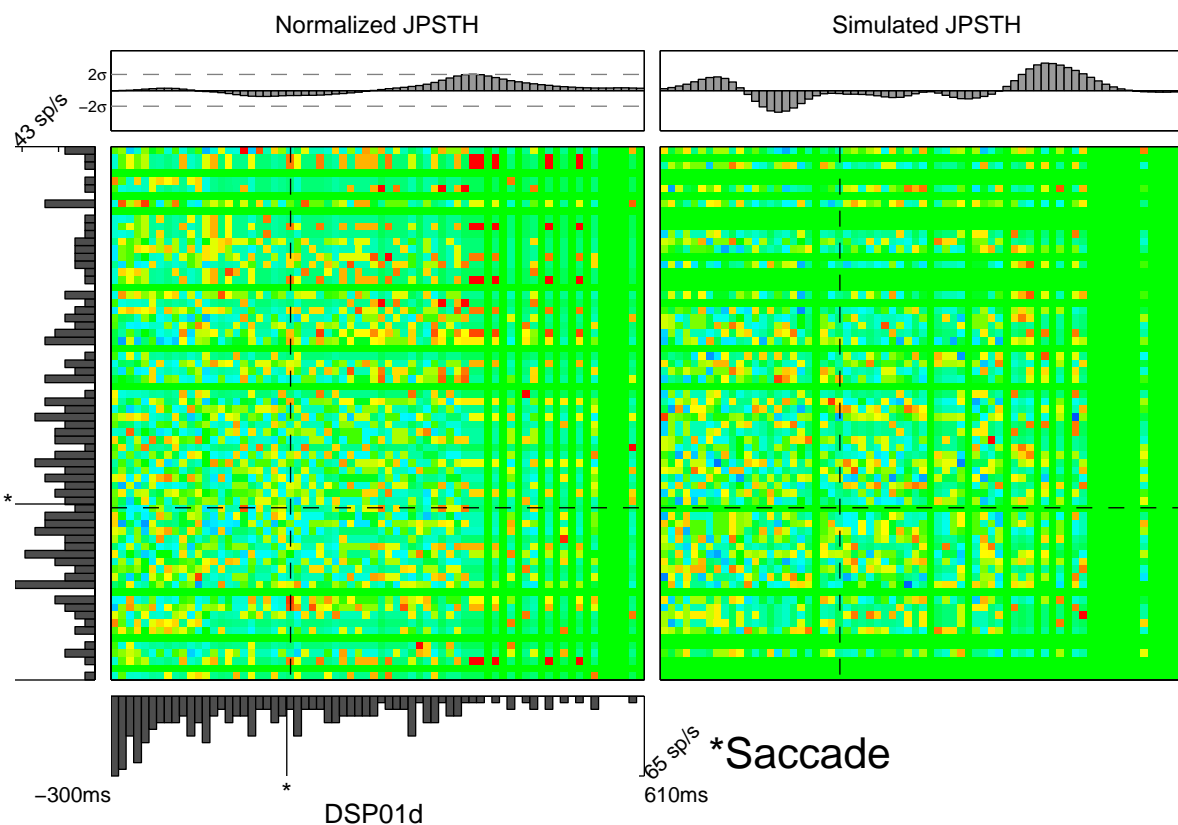 Normalized JPSTH
Simulated JPSTH
2σ
−2σ
43 sp/s
*
65 sp/s
*Saccade
−300ms
*
610ms
DSP01d